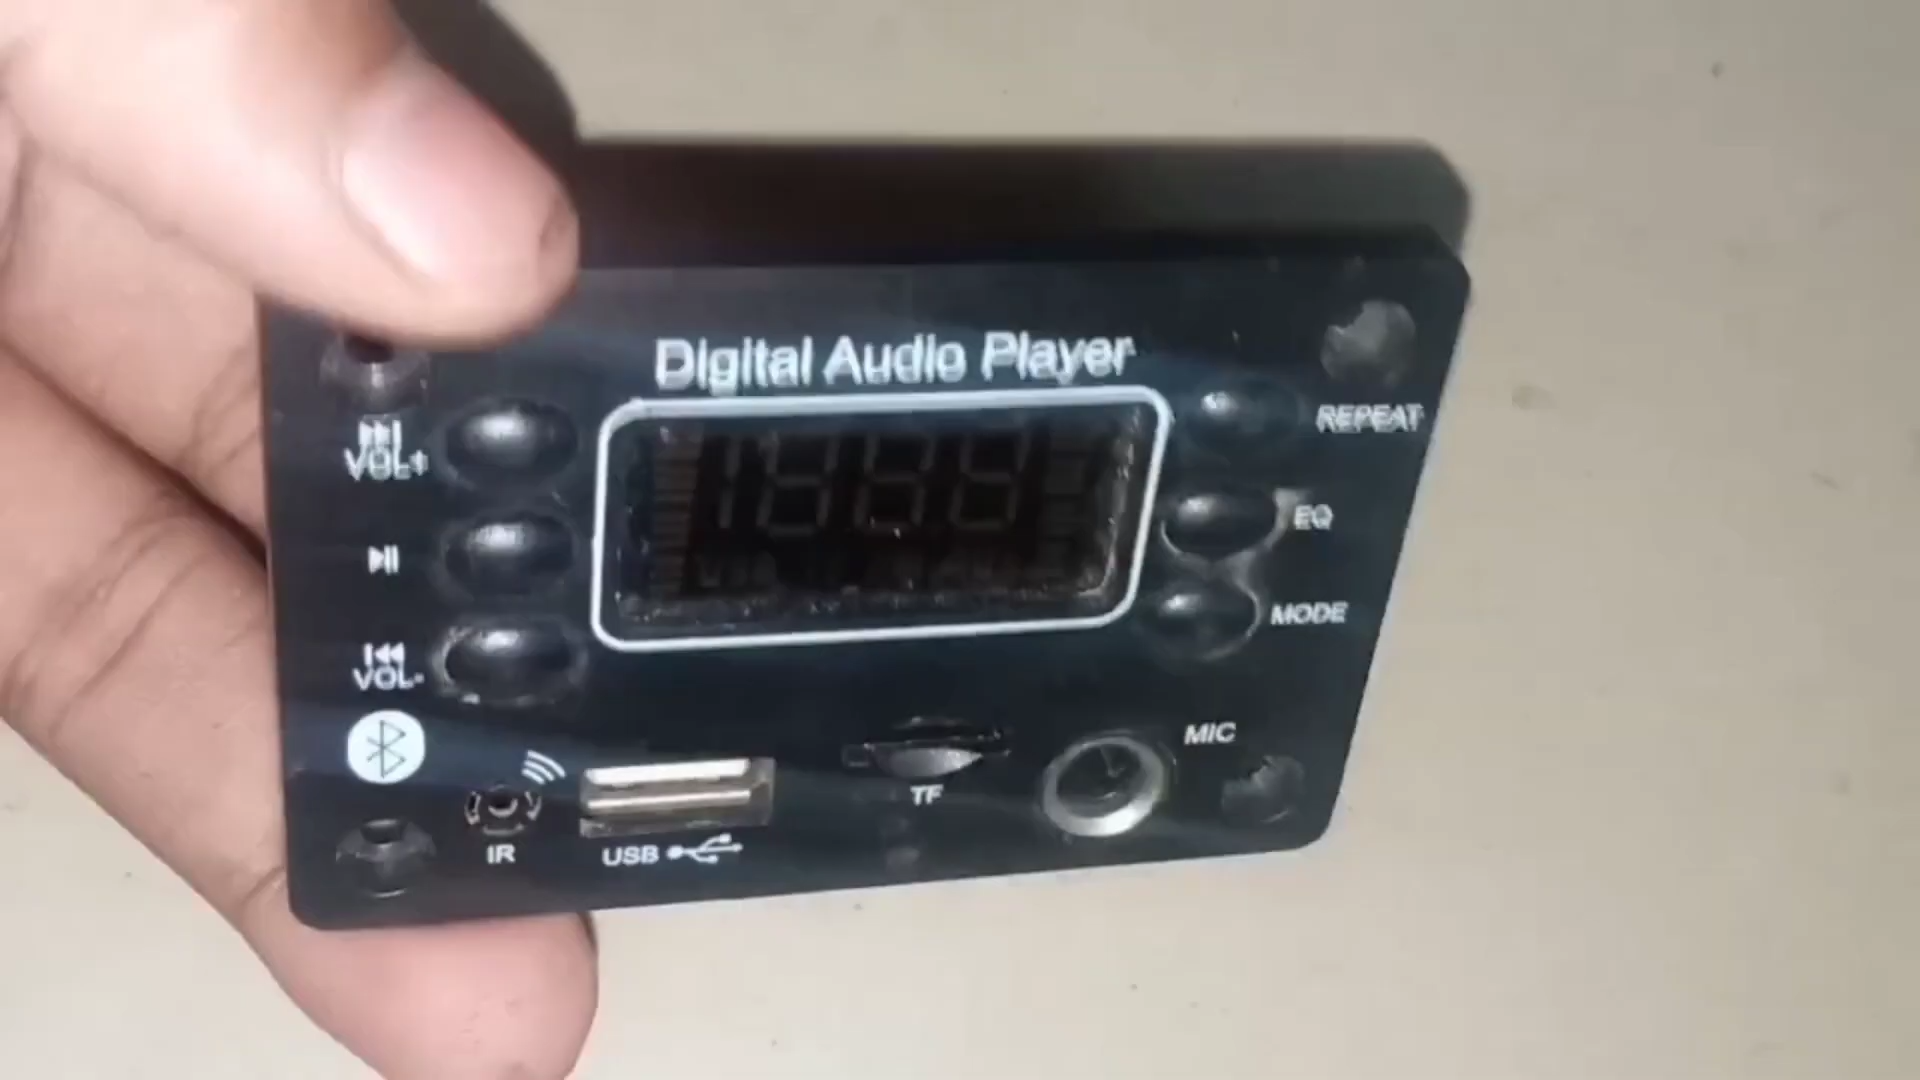 Digital Audio Player
VOL+
VOL-
REPEAT
EQ
MODE
MIC
IR
USB
TF